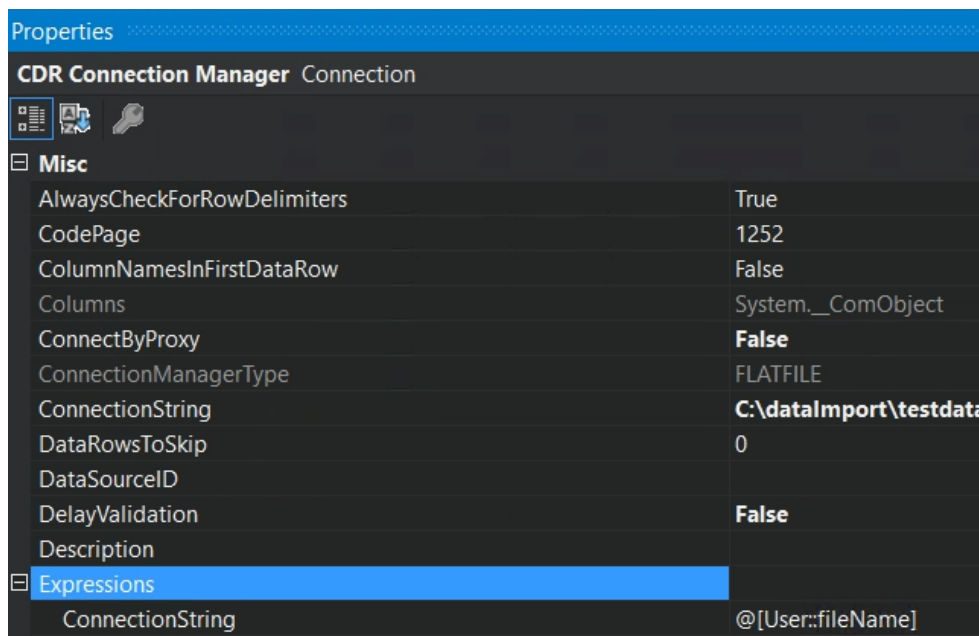 Properties
CDR Connection Manager Connection
Misc
AlwaysCheckForRowDelimiters True
CodePage 1252
ColumnNamesInFirstDataRow False
Columns System.__ComObject
ConnectByProxy False
ConnectionManagerType FLATFILE
ConnectionString C:\dataImport\testdata
DataRowsToSkip 0
DataSourceID
DelayValidation False
Description
Expressions
ConnectionString @[User::fileName]